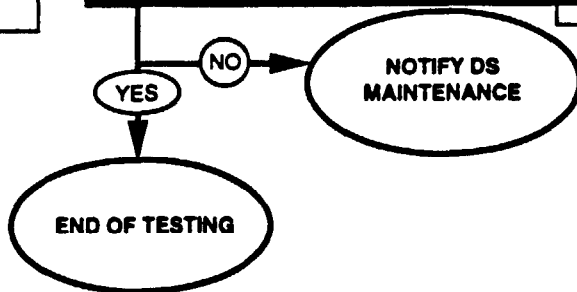 NO
NOTIFY DS
MAINTENANCE
YES
END OF TESTING